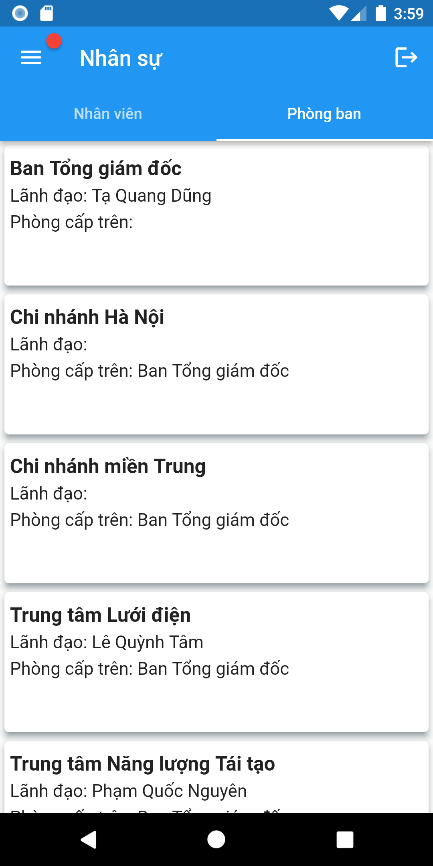 3:59
Nhân sự
Nhân viên
Phòng ban
Ban Tổng giám đốc
Lãnh đạo: Tạ Quang Dũng
Phòng cấp trên:
Chi nhánh Hà Nội
Lãnh đạo:
Phòng cấp trên: Ban Tổng giám đốc
Chi nhánh miền Trung
Lãnh đạo:
Phòng cấp trên: Ban Tổng giám đốc
Trung tâm Lưới điện
Lãnh đạo: Lê Quỳnh Tâm
Phòng cấp trên: Ban Tổng giám đốc
Trung tâm Năng lượng Tái tạo
Lãnh đạo: Phạm Quốc Nguyên